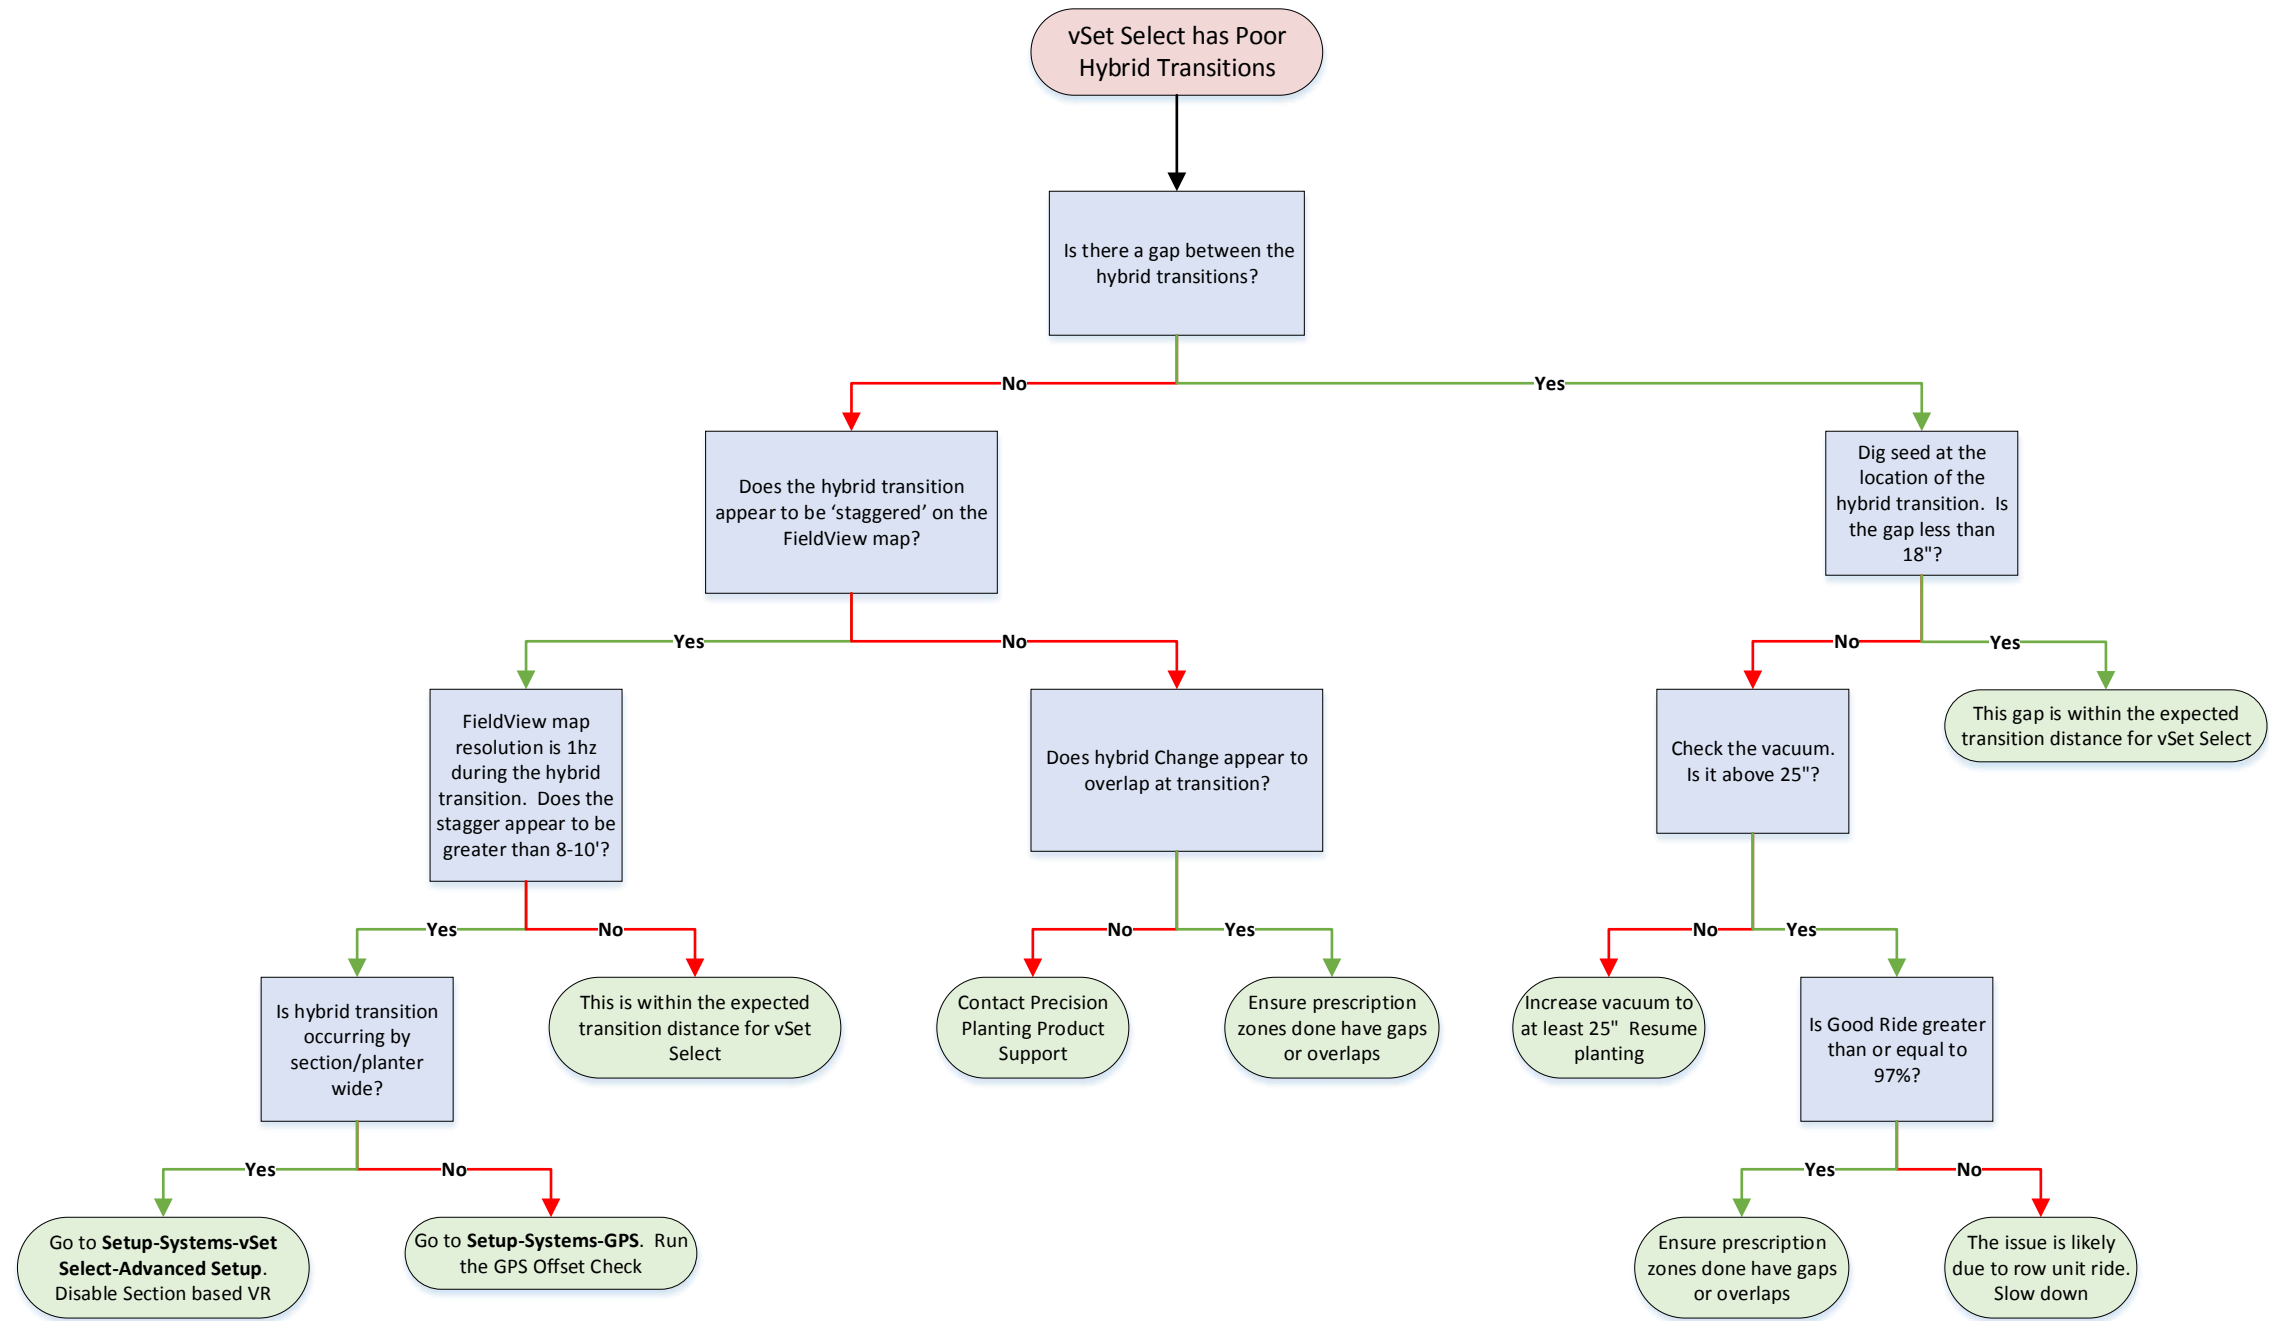 vSet Select has Poor
Hybrid Transitions
Is there a gap between the
hybrid transitions?
No
Yes
Does the hybrid transition
appear to be ‘staggered’ on the
FieldView map?
Dig seed at the
location of the
hybrid transition.  Is
the gap less than
18"?
Yes
No
No
Yes
FieldView map
resolution is 1hz
during the hybrid
transition.  Does the
stagger appear to be
greater than 8-10'?
Does hybrid Change appear to
overlap at transition?
Check the vacuum.
Is it above 25"?
This gap is within the expected
transition distance for vSet Select
Yes
No
No
Yes
No
Yes
Is hybrid transition
occurring by
section/planter
wide?
This is within the expected
transition distance for vSet
Select
Contact Precision
Planting Product
Support
Ensure prescription
zones done have gaps
or overlaps
Increase vacuum to
at least 25"  Resume
planting
Is Good Ride greater
than or equal to
97%?
Yes
No
Yes
No
Go to Setup-Systems-vSet
Select-Advanced Setup.
Disable Section based VR
Go to Setup-Systems-GPS.  Run
the GPS Offset Check
Ensure prescription
zones done have gaps
or overlaps
The issue is likely
due to row unit ride.
Slow down